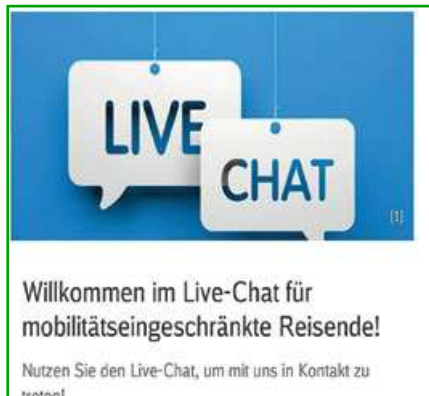 LIVE
CHAT
[1]
Willkommen im Live-Chat für
mobilitätseingeschränkte Reisende!
Nutzen Sie den Live-Chat, um mit uns in Kontakt zu
treten!